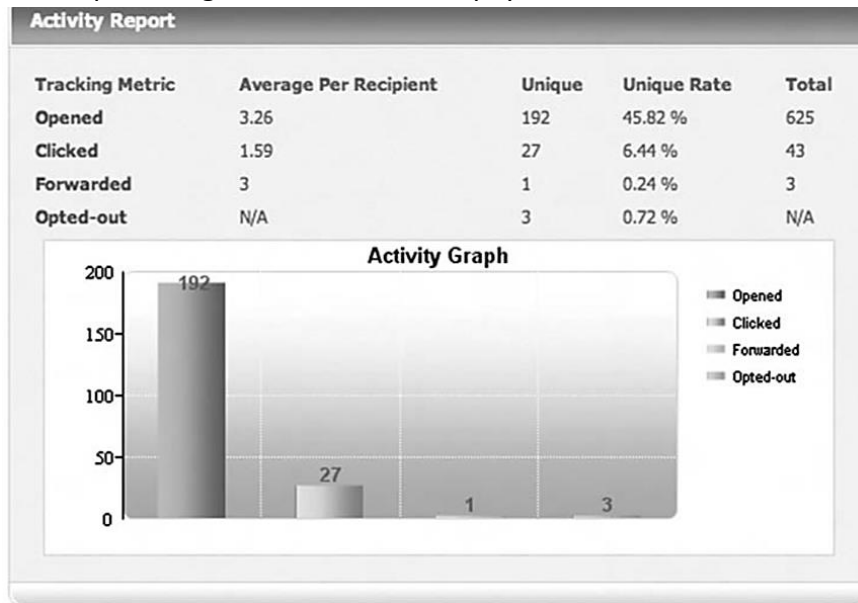 Activity Report
Tracking Metric Average Per Recipient Unique Unique Rate Total
Opened 3.26 192 45.82 % 625
Clicked 1.59 27 6.44 % 43
Forwarded 3 1 0.24 % 3
Opted-out N/A 3 0.72 % N/A
Activity Graph
200
150
100
50
0
192
27
1
3
Opened
Clicked
Forwarded
Opted-out